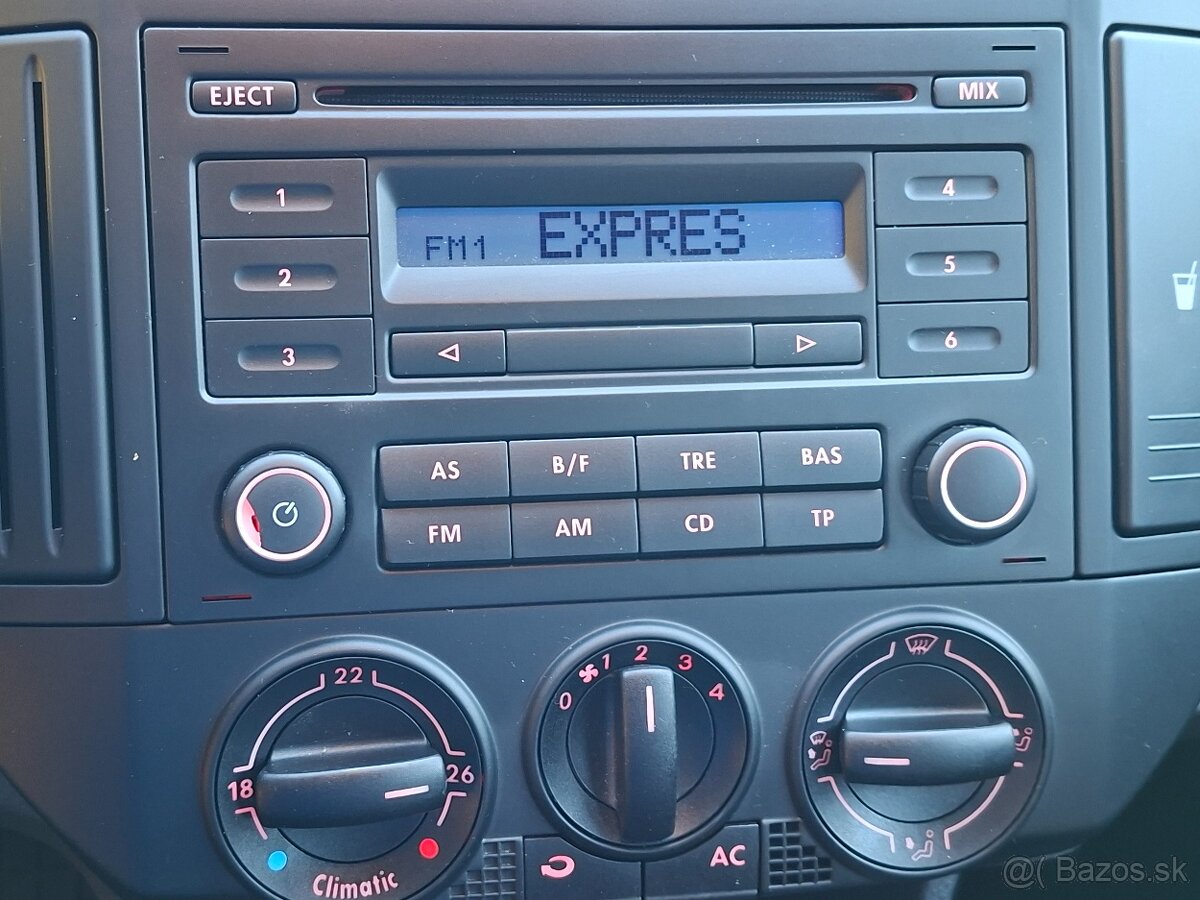 EJECT
MIX
1
4
FM1 EXPRES
2
5
3
6
AS
B/F
TRE
BAS
FM
AM
CD
TP
22
18
26
Climatic
0
1
2
3
4
AC
@( Bazos.sk